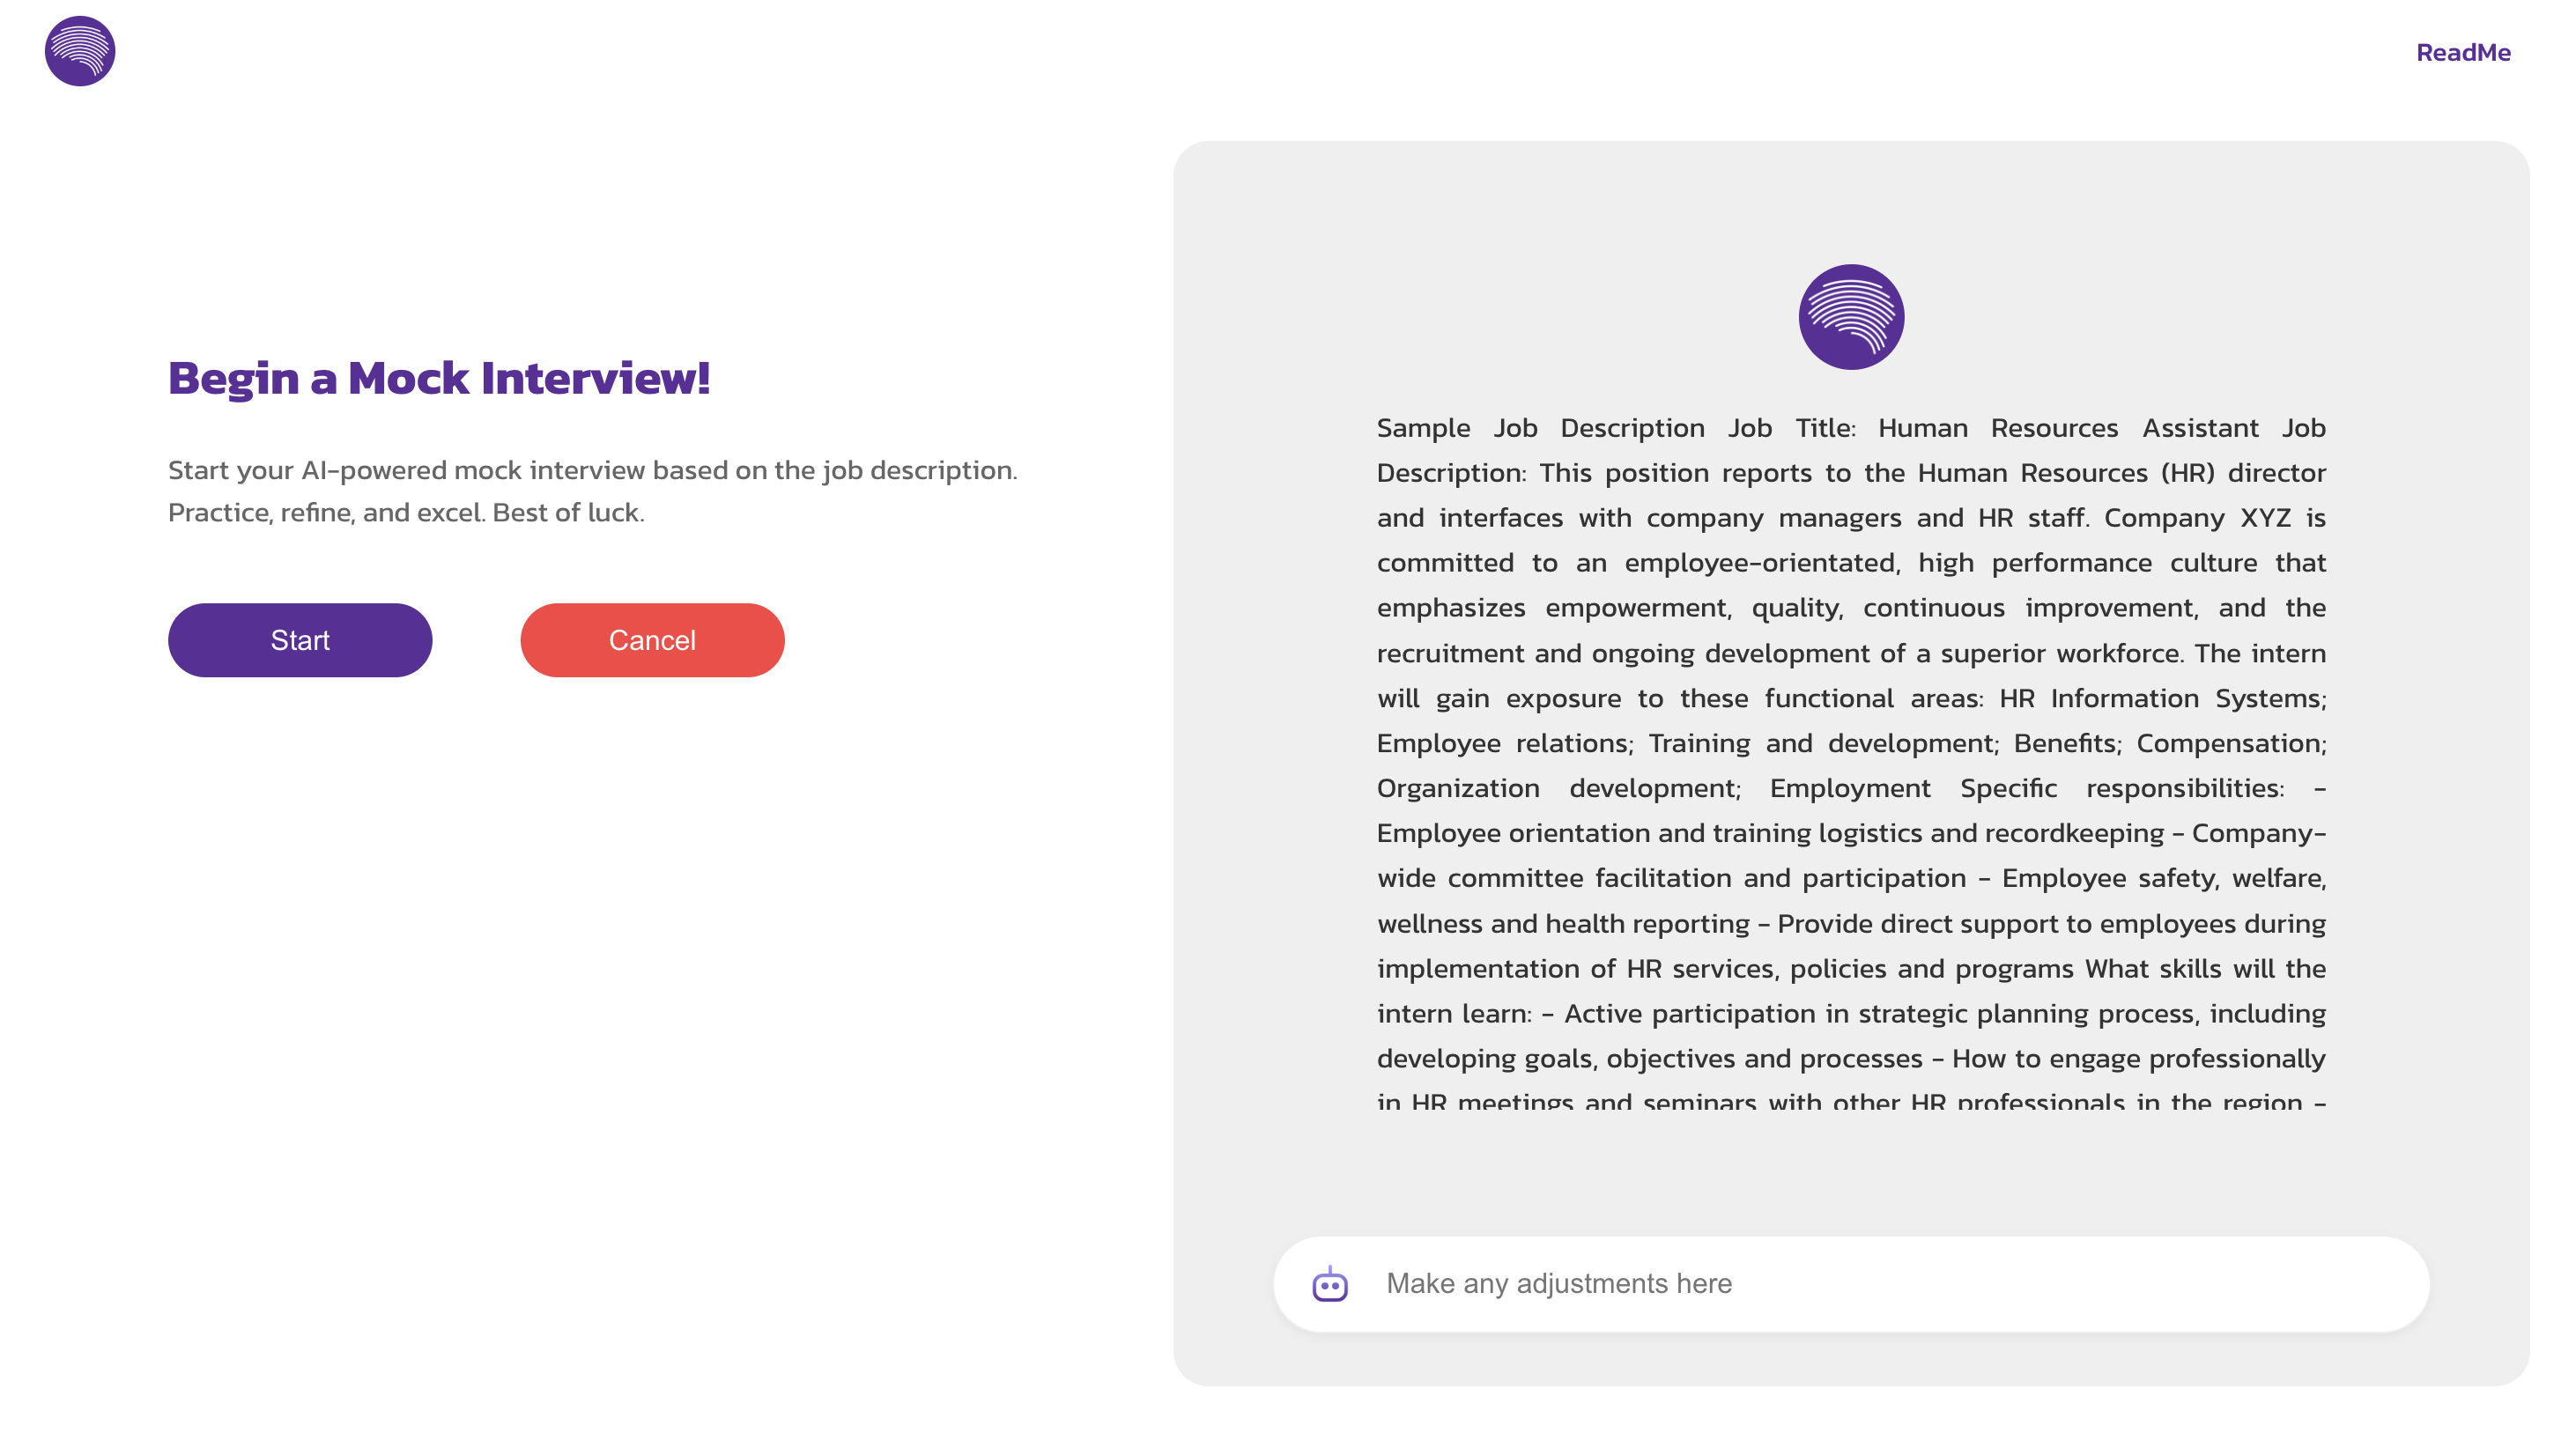 ReadMe
Begin a Mock Interview!
Start your AI-powered mock interview based on the job description.
Practice, refine, and excel. Best of luck.
Start
Cancel
Sample Job Description Job Title: Human Resources Assistant Job
Description: This position reports to the Human Resources (HR) director
and interfaces with company managers and HR staff. Company XYZ is
committed to an employee-orientated, high performance culture that
emphasizes empowerment, quality, continuous improvement, and the
recruitment and ongoing development of a superior workforce. The intern
will gain exposure to these functional areas: HR Information Systems;
Employee relations; Training and development; Benefits; Compensation;
Organization development; Employment Specific responsibilities: -
Employee orientation and training logistics and recordkeeping - Company-
wide committee facilitation and participation - Employee safety, welfare,
wellness and health reporting - Provide direct support to employees during
implementation of HR services, policies and programs What skills will the
intern learn: - Active participation in strategic planning process, including
developing goals, objectives and processes - How to engage professionally
in HR meetings and seminars with other HR professionals in the region -
Make any adjustments here